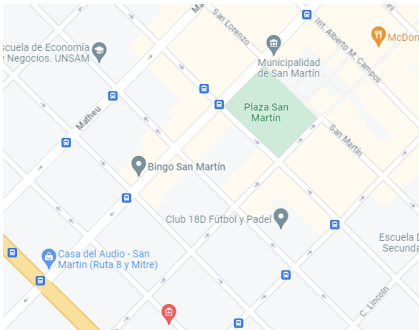 San Lorenzo
Int. Alberto M. Campos
McDon
scuela de Economía
y Negocios. UNSAM
Municipalidad
de San Martín
Matheu
Plaza San
Martín
San Martín
Bingo San Martín
Club 18D Fútbol y Padel
Escuela D
Secunda
Casa del Audio - San
Martin (Ruta 8 y Mitre)
C. Lincoln